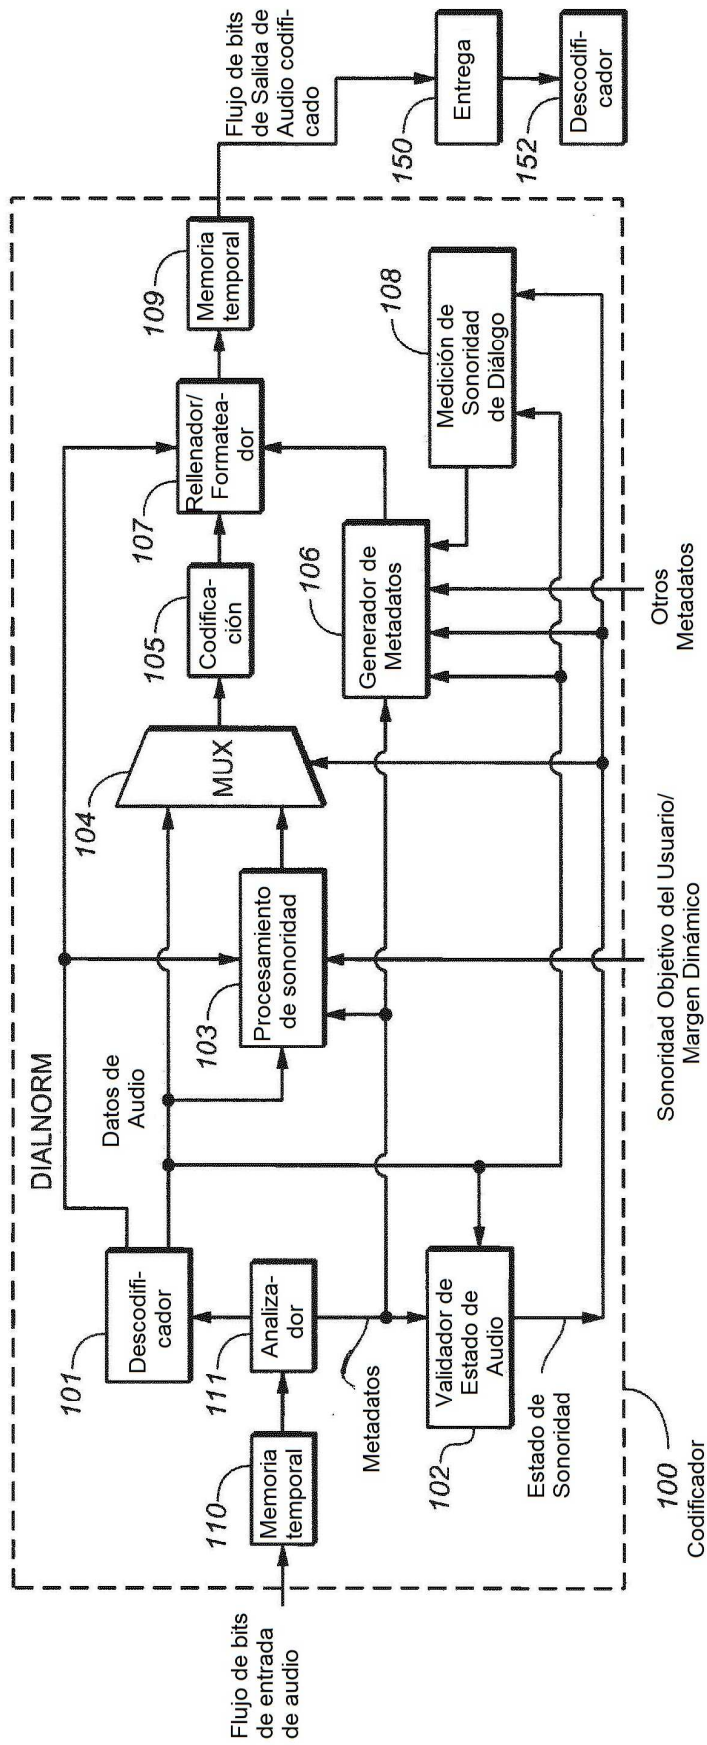 Flujo de bits
de entrada
de audio
110
Memoria
temporal
111
Analiza-
dor
101
Descodifi-
cador
DIALNORM
Datos de
Audio
Metadatos
102
Validador de
Estado de
Audio
Estado de
Sonoridad
103
Procesamiento
de sonoridad
Sonoridad Objetivo del Usuario/
Margen Dinámico
104
MUX
105
Codifica-
ción
106
Generador de
Metadatos
Otros
Metadatos
107
Rellenador/
Formatea-
dor
108
Medición de
Sonoridad
de Diálogo
109
Memoria
temporal
Flujo de bits
de Salida de
Audio codifi-
cado
150
Entrega
152
Descodifi-
cador
100
Codificador